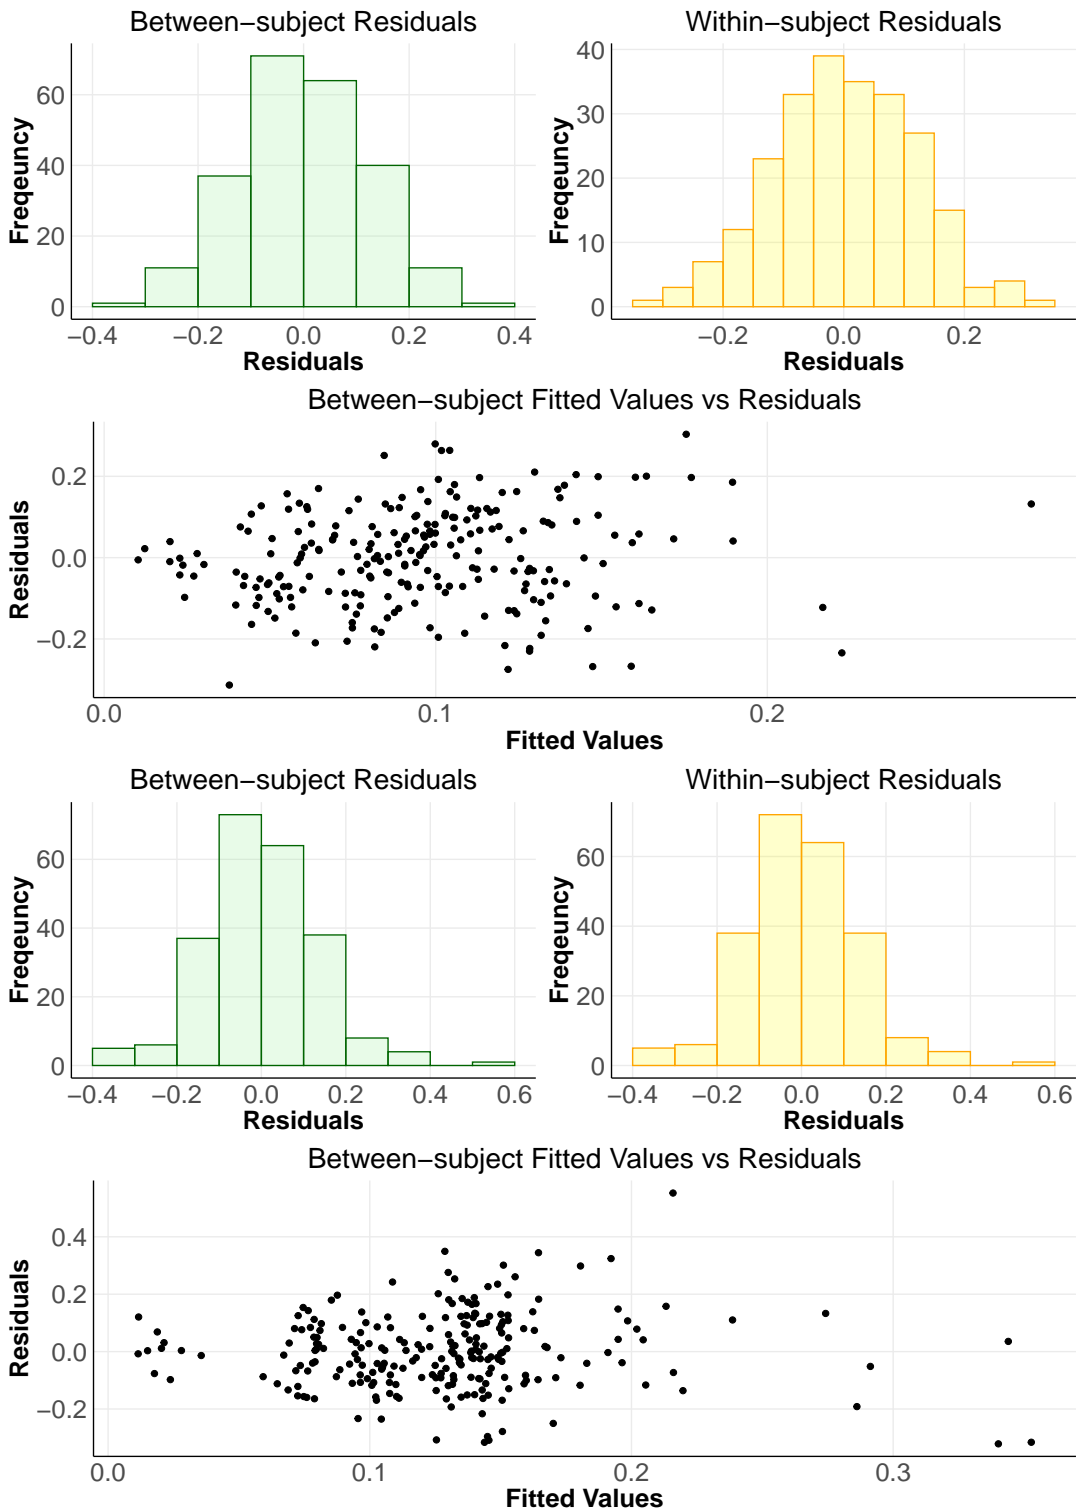 Between−subject Residuals
Within−subject Residuals
Freqeuncy
60
40
20
0
−0.4
−0.2
0.0
0.2
0.4
Residuals
Freqeuncy
40
30
20
10
0
−0.2
0.0
0.2
Residuals
Between−subject Fitted Values vs Residuals
Residuals
0.2
0.0
−0.2
0.0
0.1
0.2
Fitted Values
Between−subject Residuals
Within−subject Residuals
Freqeuncy
60
40
20
0
−0.4
−0.2
0.0
0.2
0.4
0.6
Residuals
Freqeuncy
60
40
20
0
−0.4
−0.2
0.0
0.2
0.4
0.6
Residuals
Between−subject Fitted Values vs Residuals
Residuals
0.4
0.2
0.0
−0.2
0.0
0.1
0.2
0.3
Fitted Values